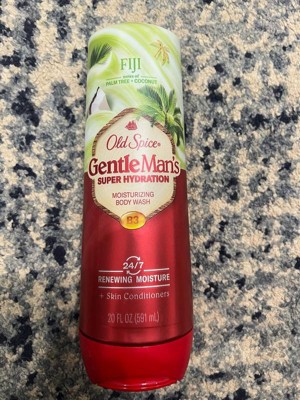 FIJI
PALM TREE + COCONUT
Old Spice
GentleMan's
SUPER HYDRATION
MOISTURIZING
BODY WASH
B3
24/7
RENEWING MOISTURE
+ Skin Conditioners
20 FL OZ (591 mL)